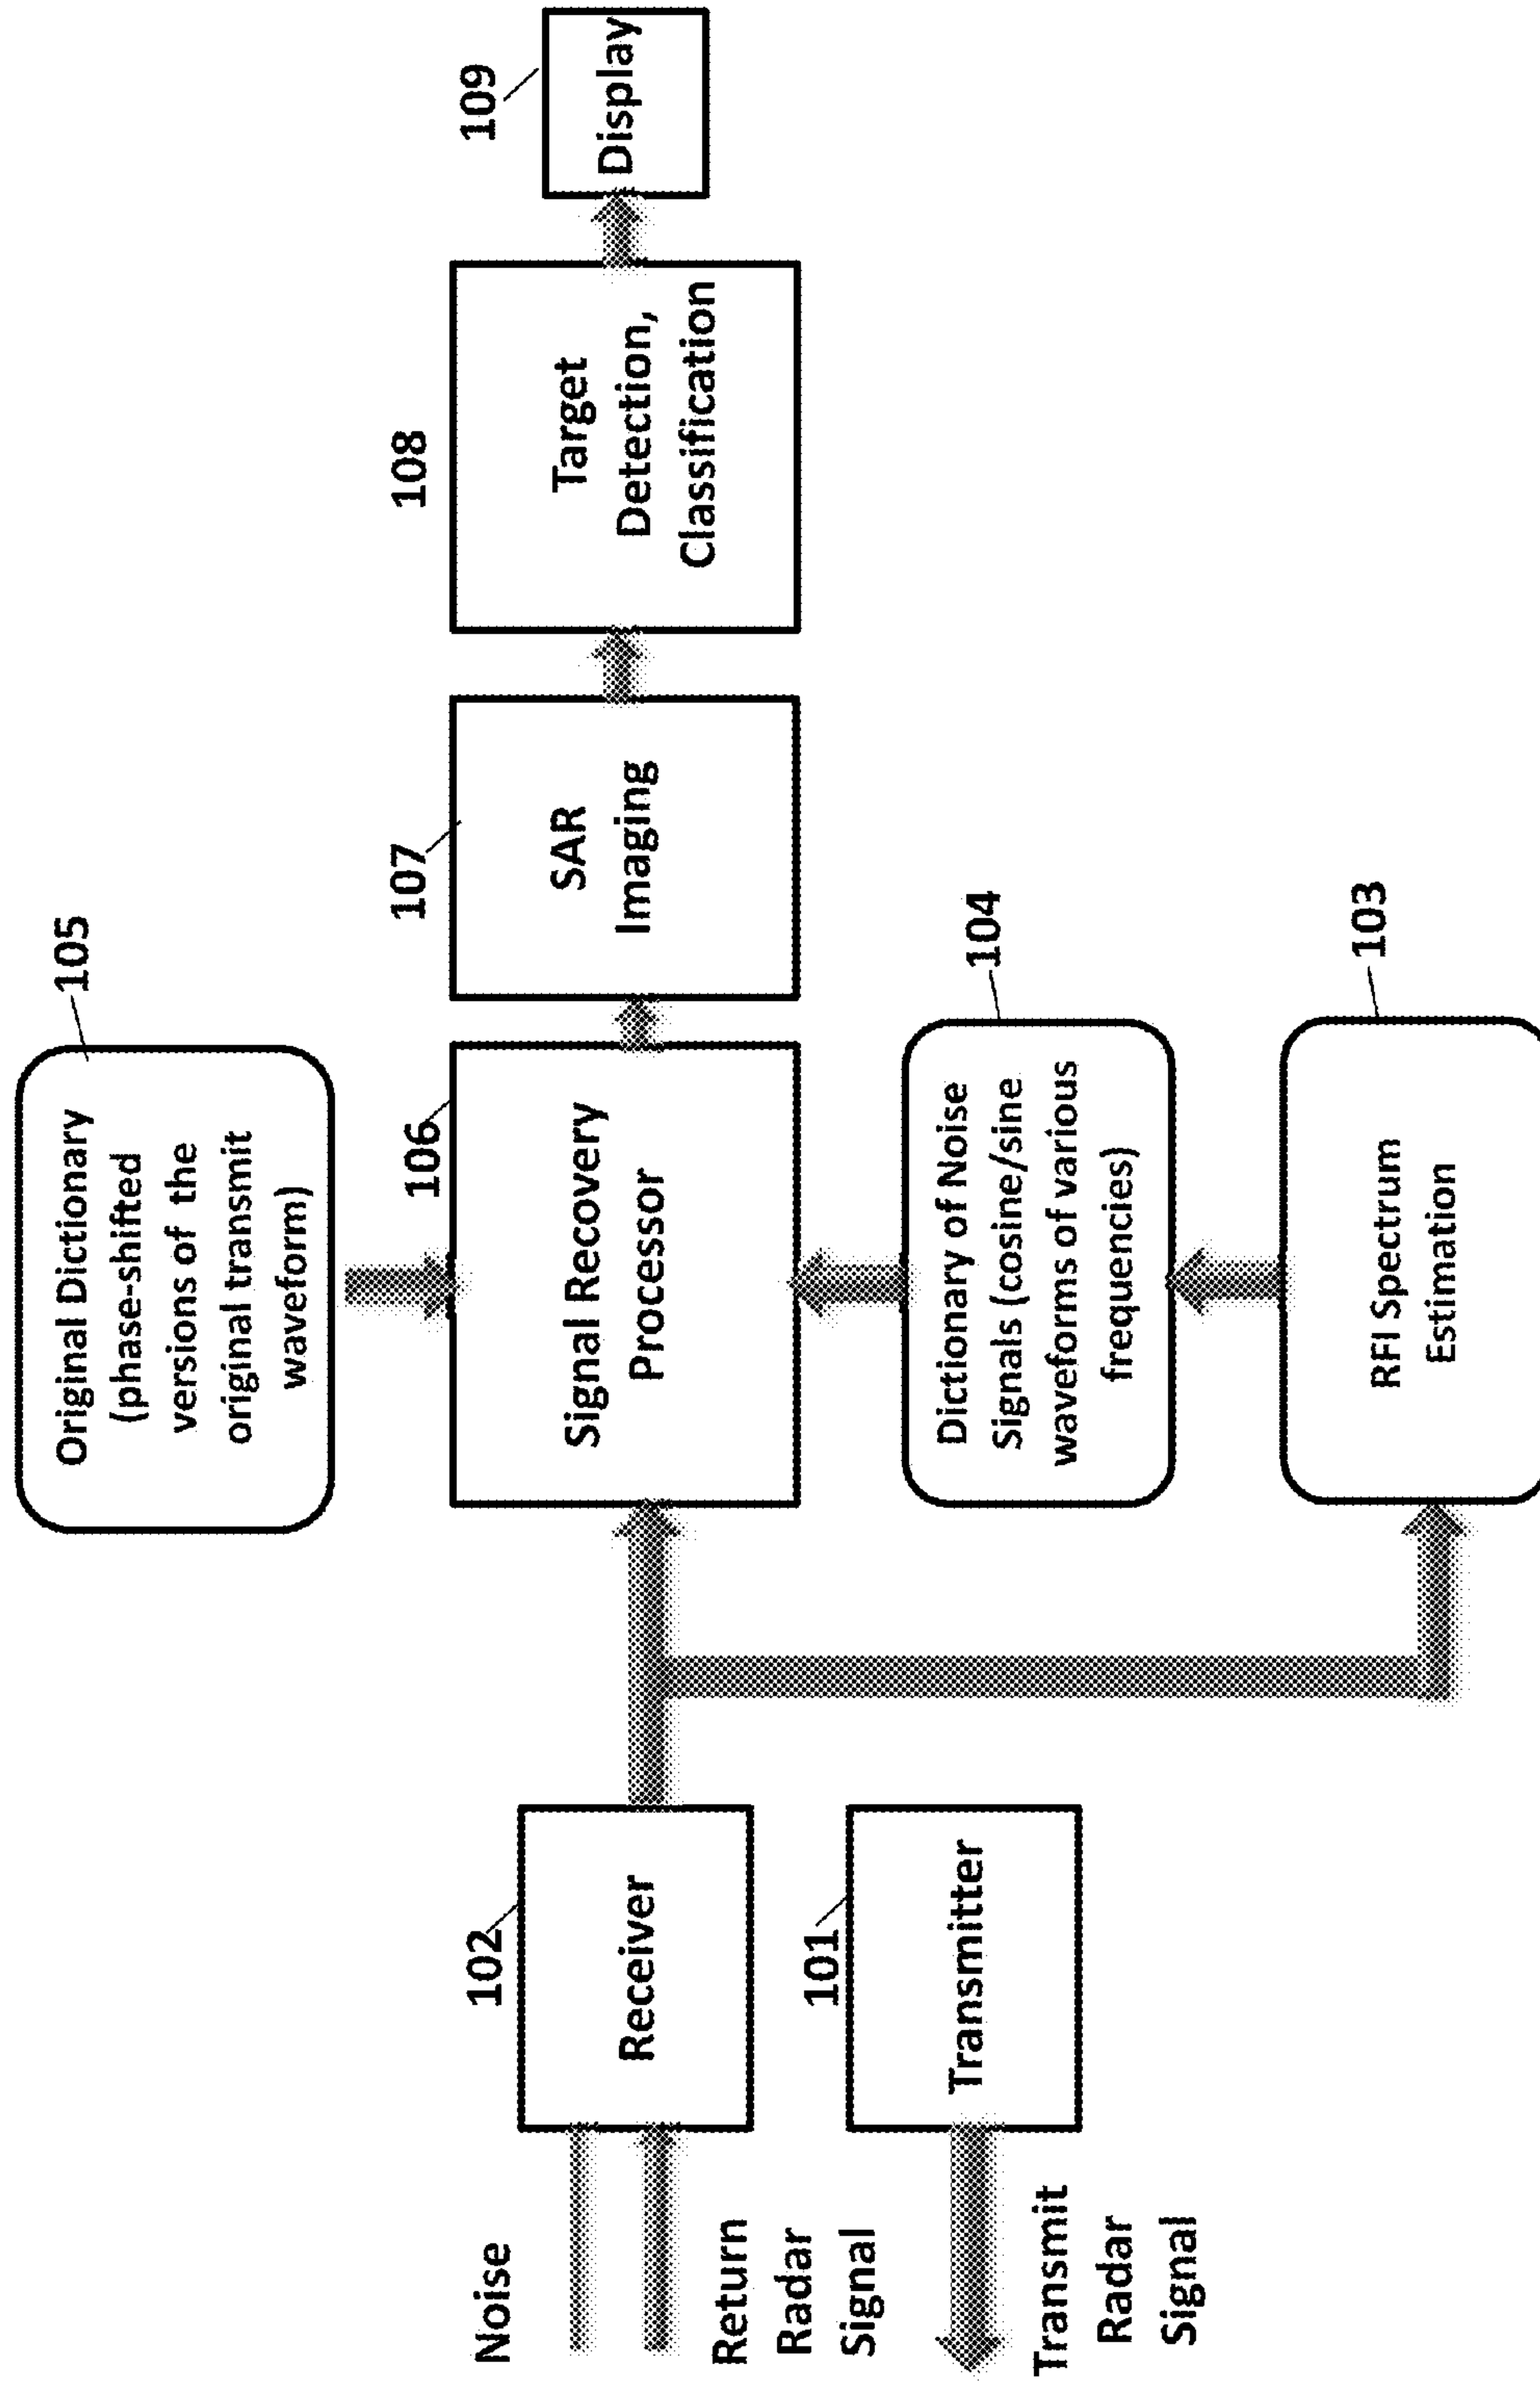 105
Original Dictionary
(phase-shifted
versions of the
original transmit
waveform)
Noise
102
Receiver
Return
Radar
Signal
101
Transmitter
Transmit
Radar
Signal
106
Signal Recovery
Processor
107
SAR
Imaging
108
Target
Detection,
Classification
109
Display
104
Dictionary of Noise
Signals (cosine/sine
waveforms of various
frequencies)
103
RFI Spectrum
Estimation